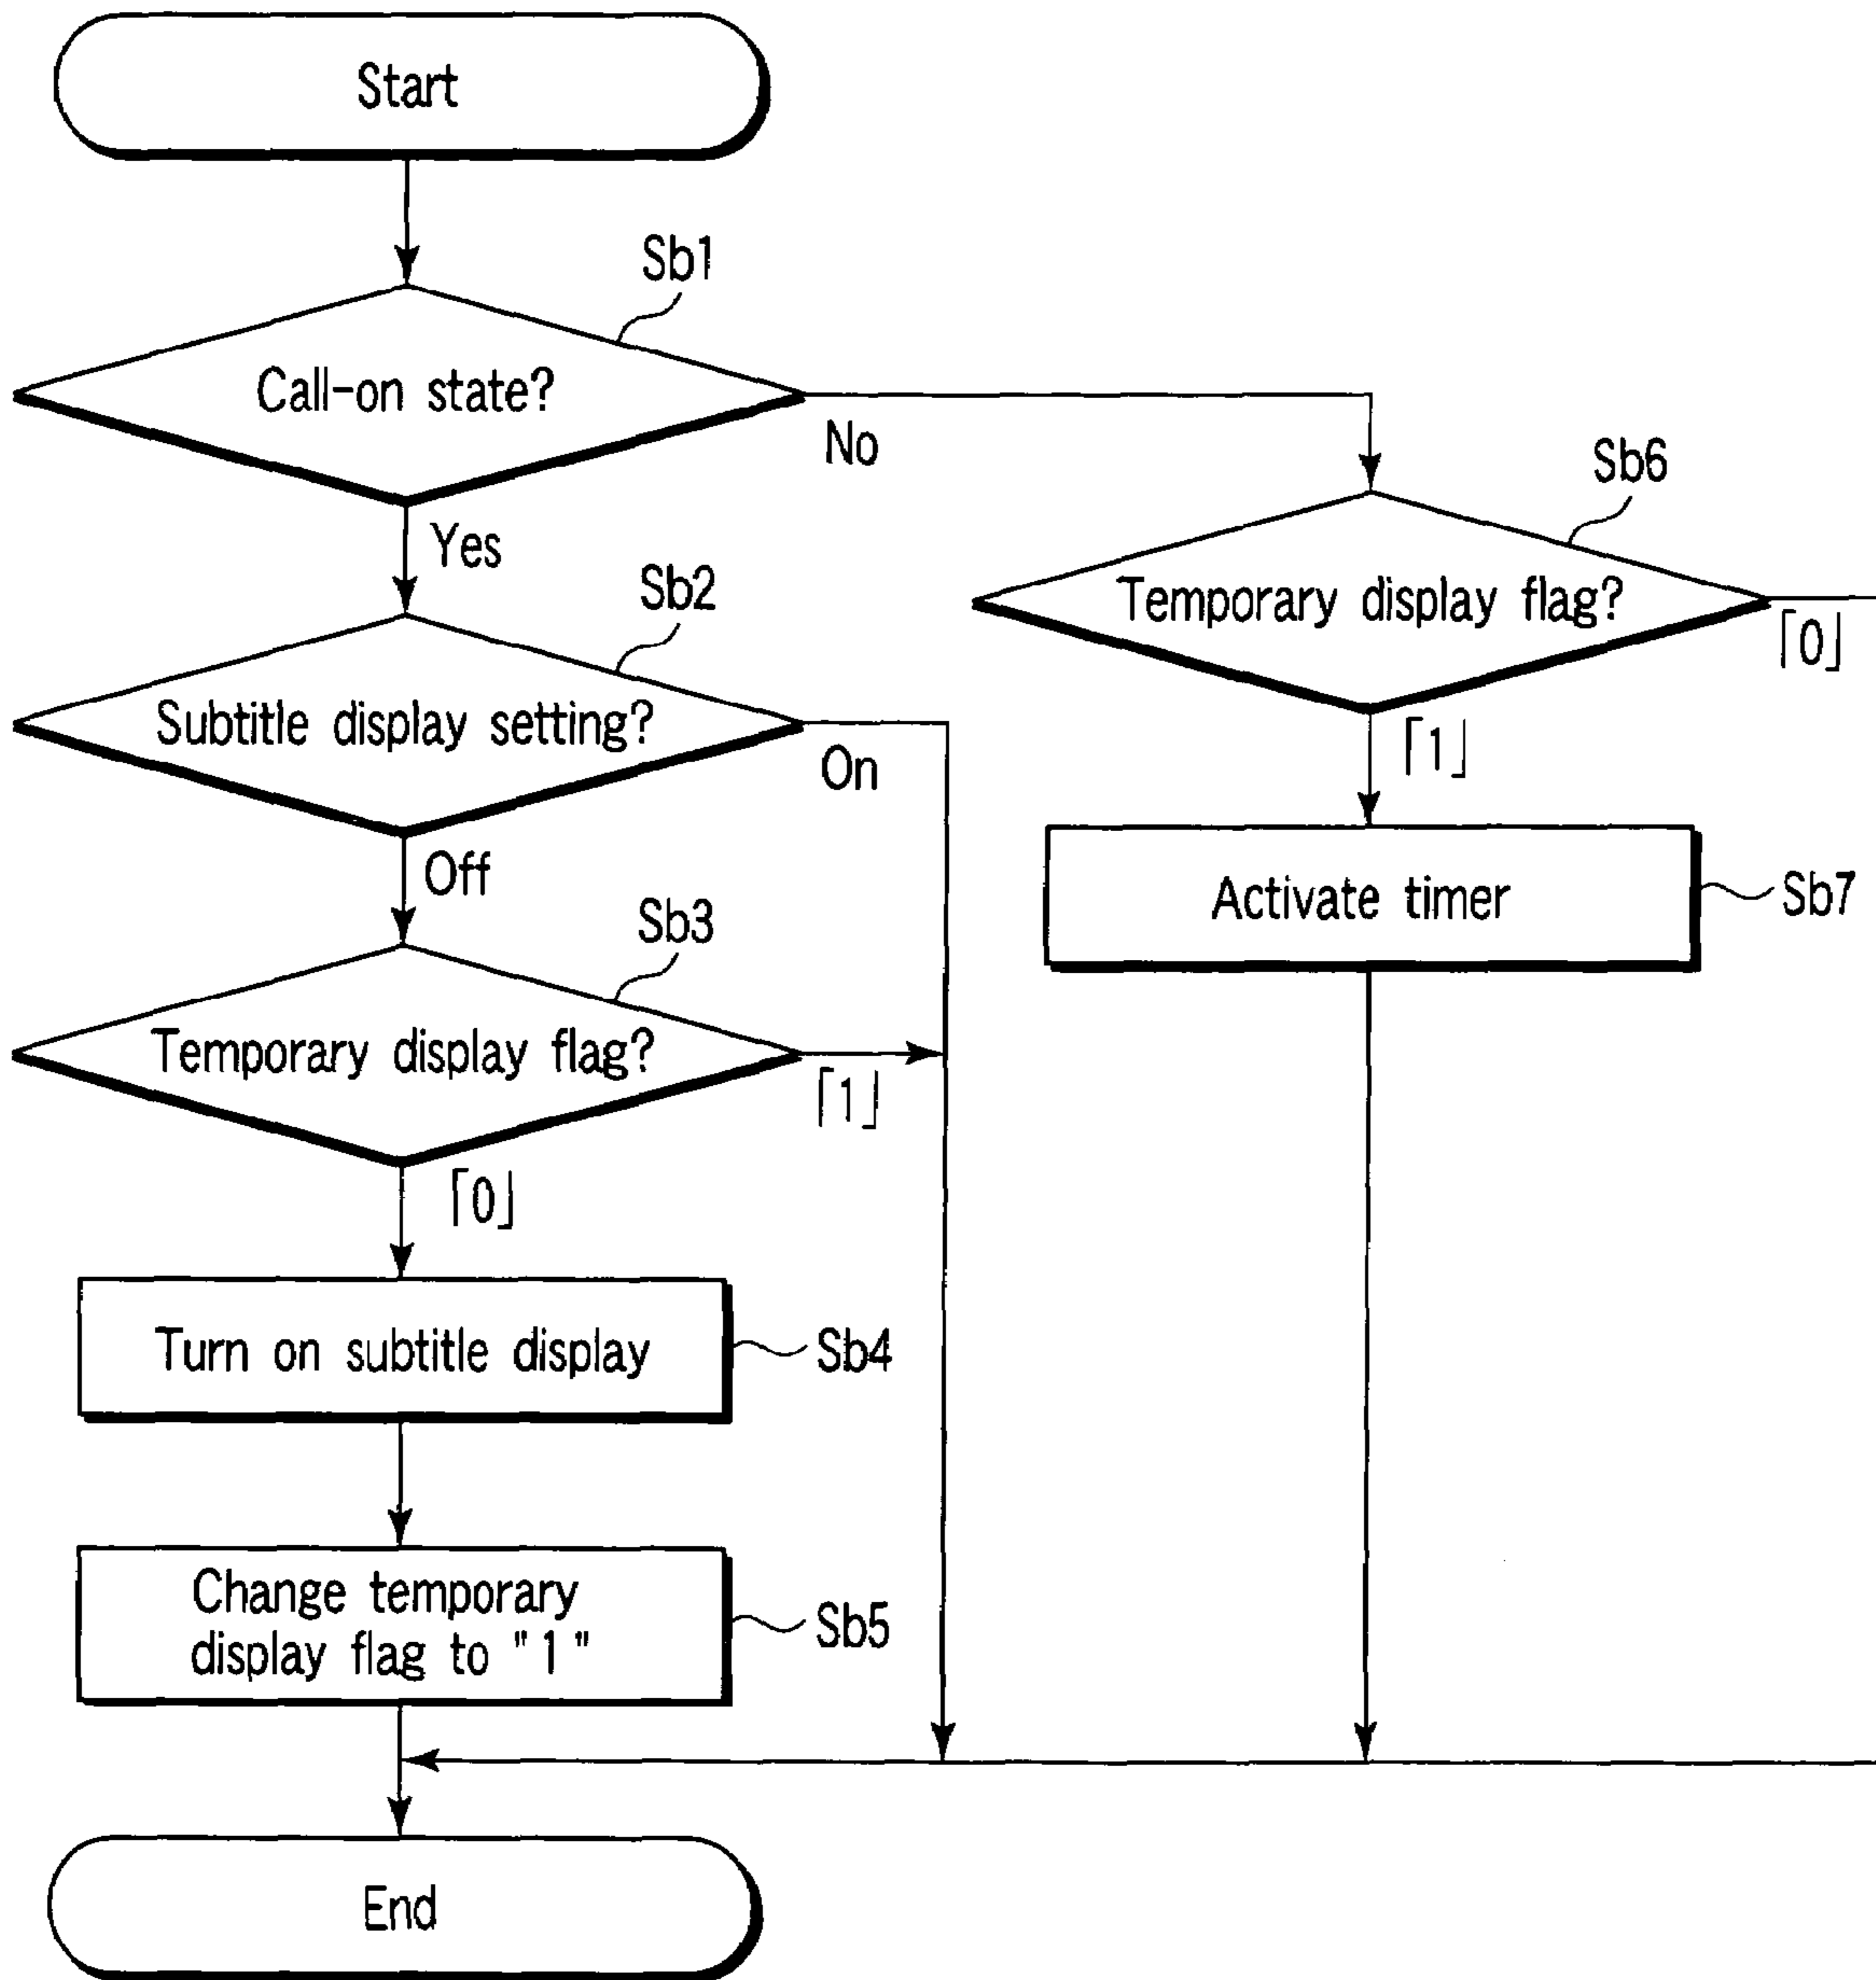 Start
Sb1
Call-on state?
No
Yes
Sb6
Temporary display flag?
「0」
Sb2
Subtitle display setting?
On
「1」
Off
Activate timer
Sb7
Sb3
Temporary display flag?
「1」
「0」
Turn on subtitle display
Sb4
Change temporary
display flag to "1"
Sb5
End